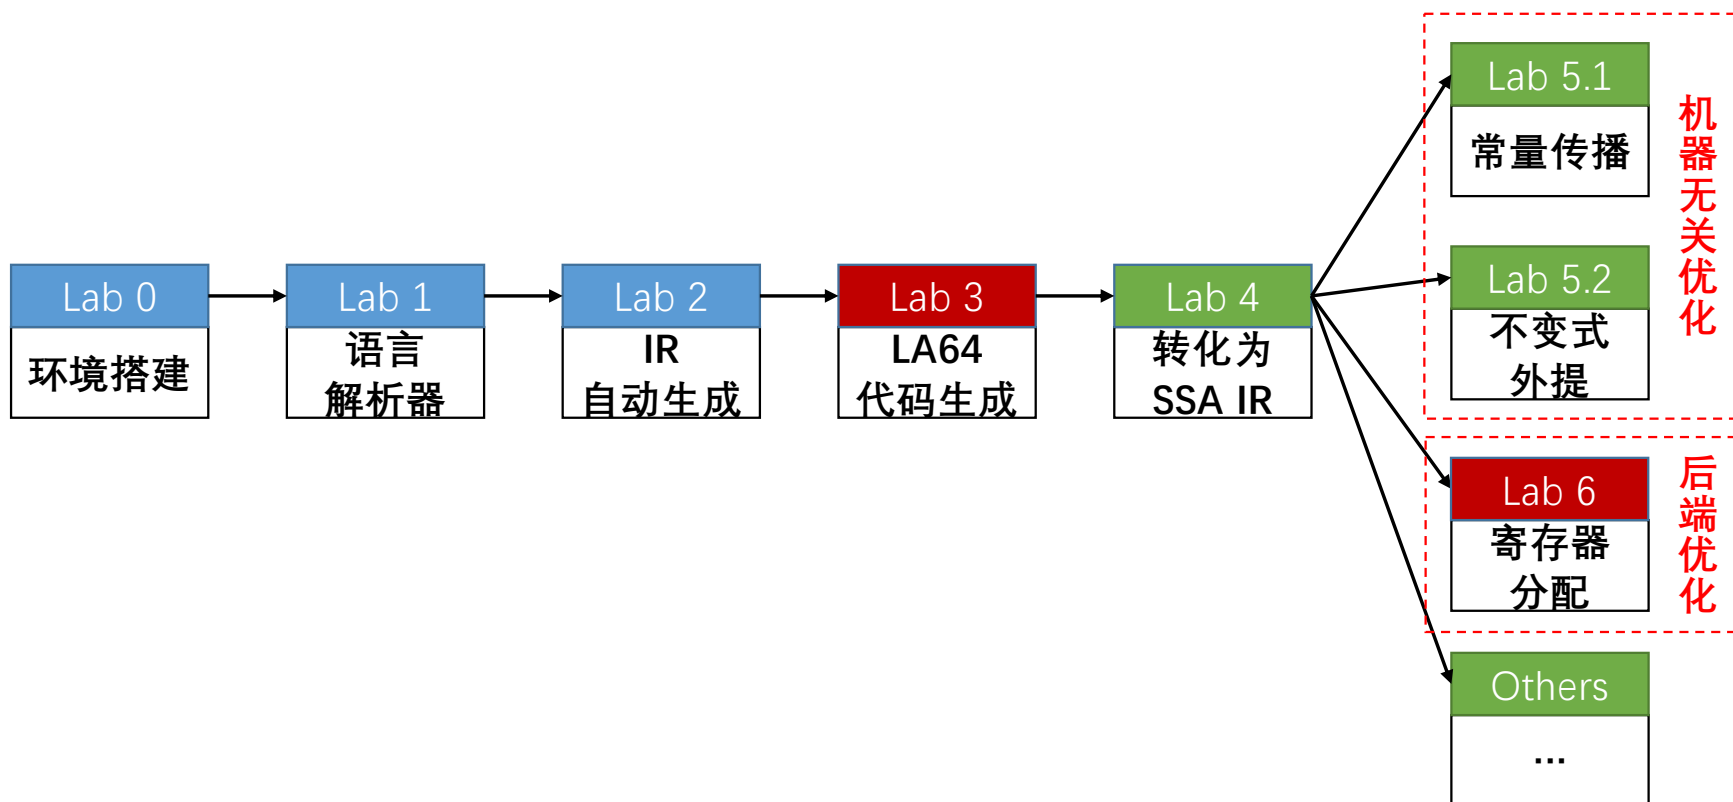 Lab 0
环境搭建
Lab 1
语言
解析器
Lab 2
IR
自动生成
Lab 3
LA64
代码生成
Lab 4
转化为
SSA IR
Lab 5.1
常量传播
Lab 5.2
不变式
外提
机器无关优化
Lab 6
寄存器
分配
后端优化
Others
...